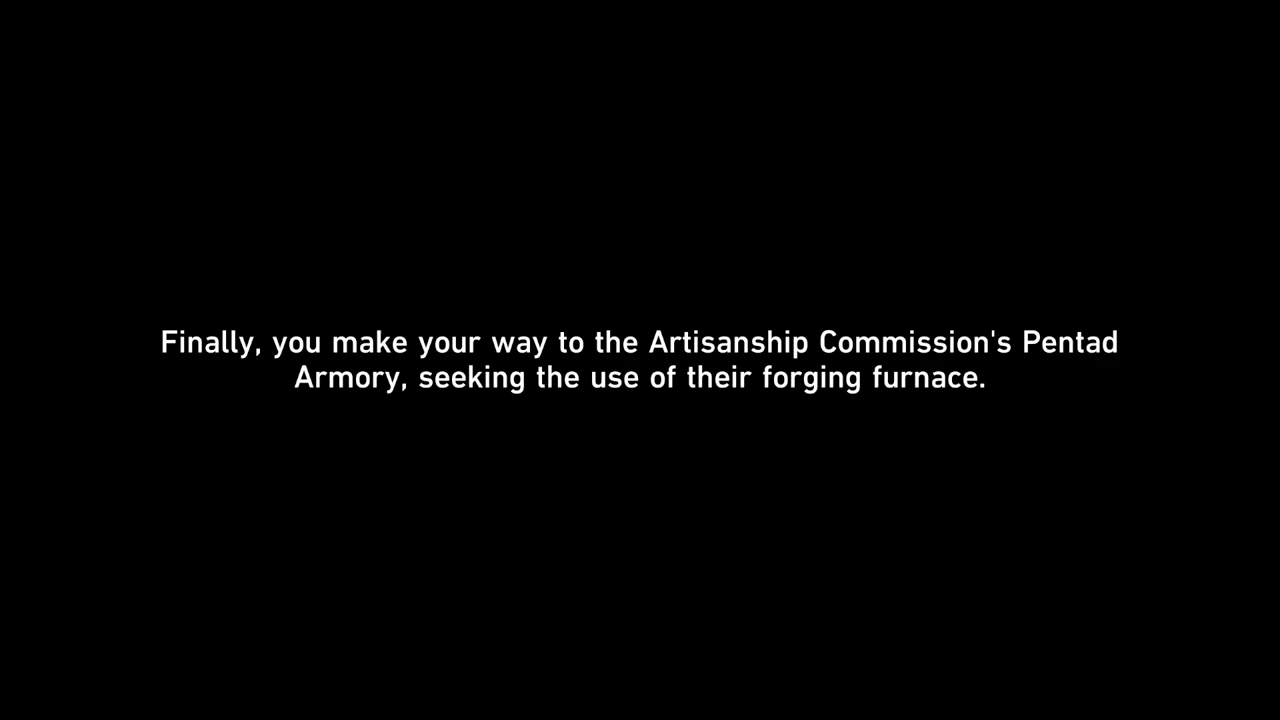 Finally, you make your way to the Artisanship Commission's Pentad
Armory, seeking the use of their forging furnace.